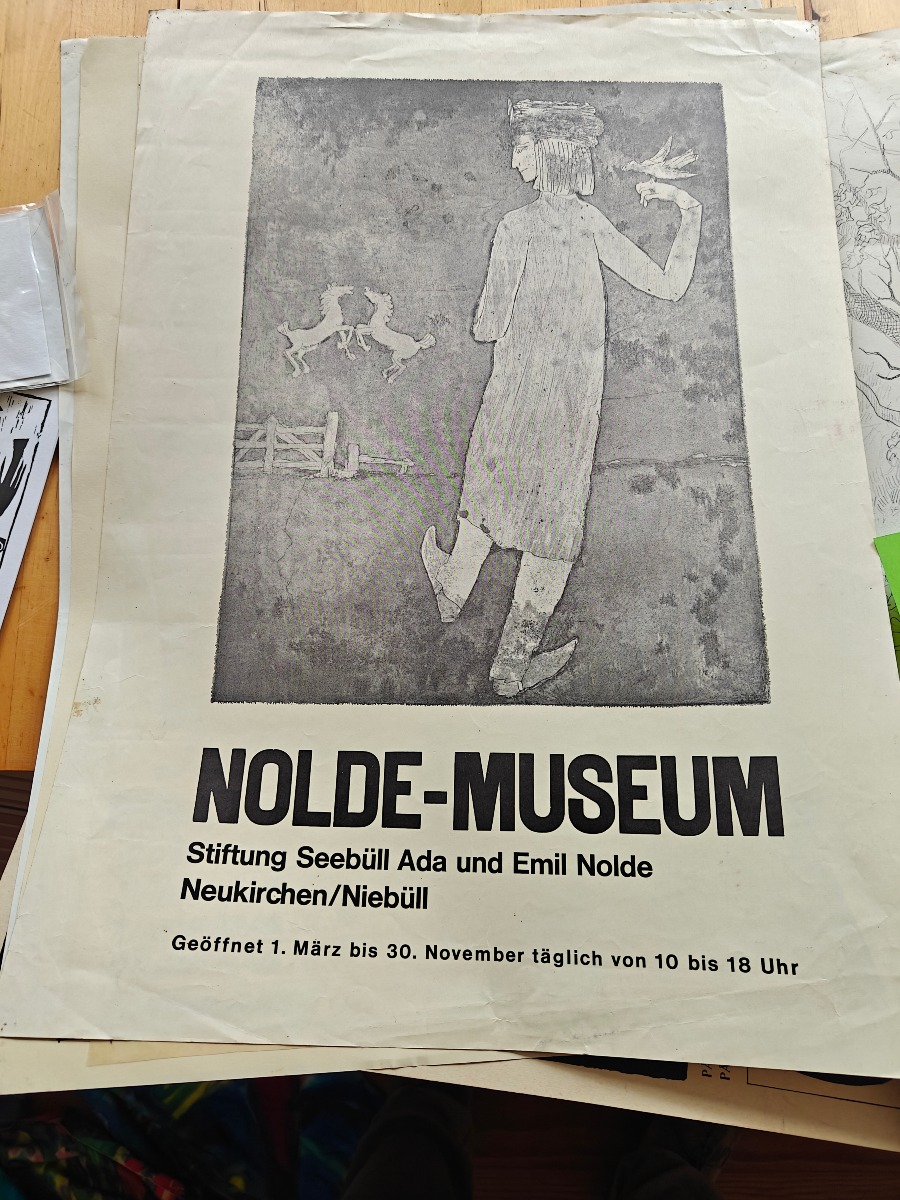 NOLDE-MUSEUM
Stiftung Seebüll Ada und Emil Nolde
Neukirchen/Niebüll
Geöffnet 1. März bis 30. November täglich von 10 bis 18 Uhr